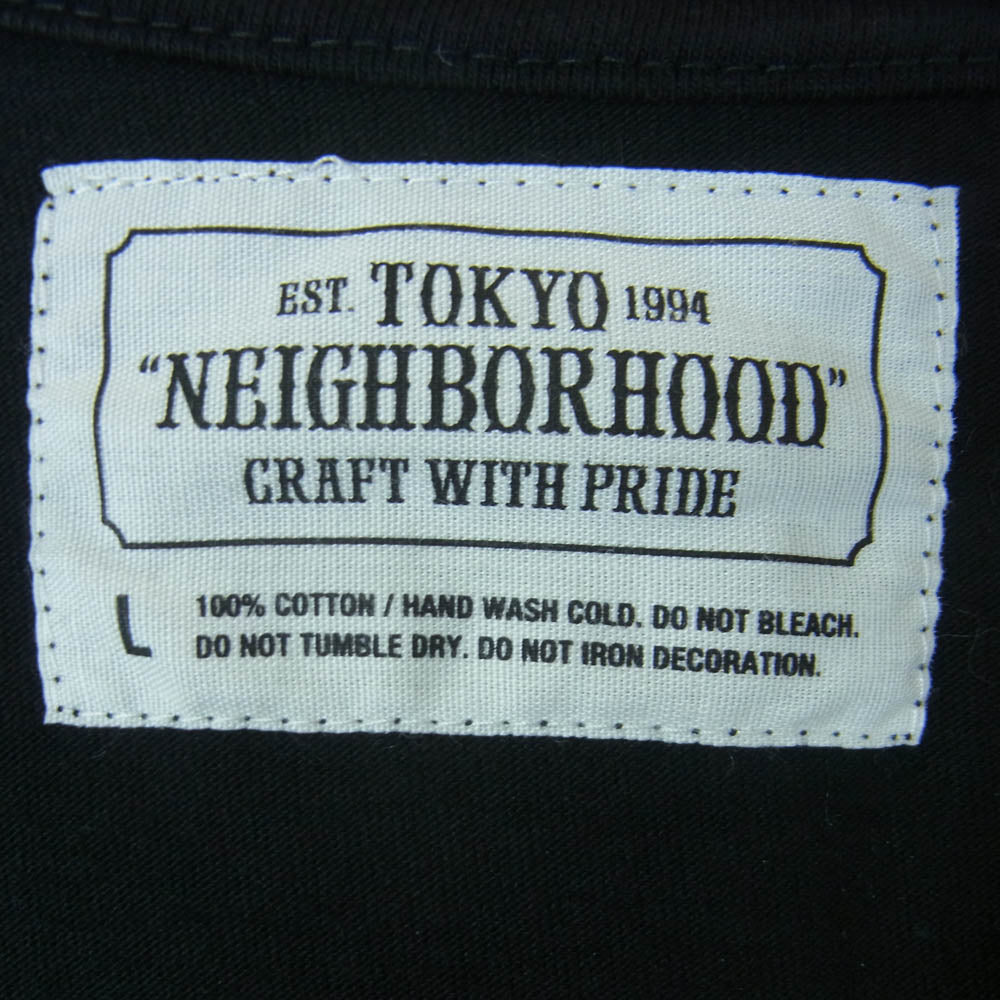 EST. TOKYO 1994
"NEIGHBORHOOD"
CRAFT WITH PRIDE
L
100% COTTON / HAND WASH COLD. DO NOT BLEACH.
DO NOT TUMBLE DRY. DO NOT IRON DECORATION.